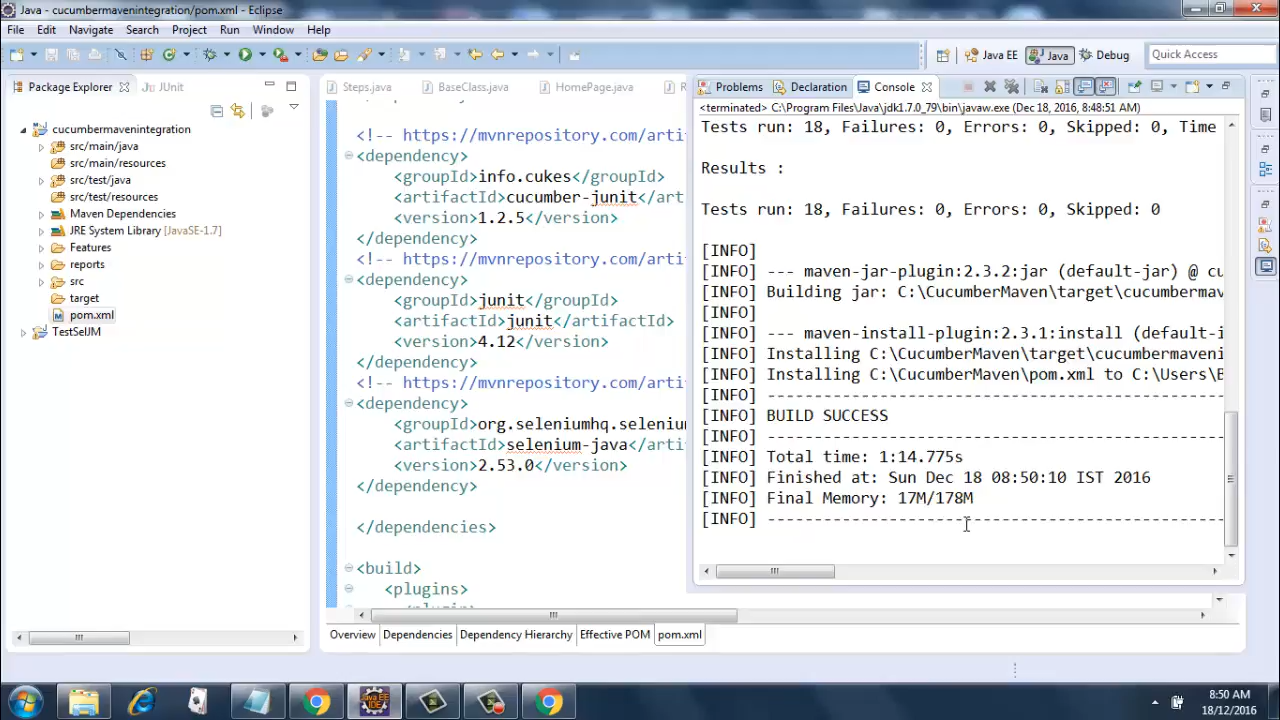 Java - cucumbermavenintegration/pom.xml - Eclipse
File Edit Navigate Search Project Run Window Help
Java EE Java Debug Quick Access
Package Explorer JUnit
cucumbermavenintegration
src/main/java
src/main/resources
src/test/java
src/test/resources
Maven Dependencies
JRE System Library [JavaSE-1.7]
Features
reports
src
target
pom.xml
TestSelJM
Steps.java BaseClass.java HomePage.java
<!-- https://mvnrepository.com/arti
<dependency>
<groupId>info.cukes</groupId>
<artifactId>cucumber-junit</art
<version>1.2.5</version>
</dependency>
<!-- https://mvnrepository.com/arti
<dependency>
<groupId>junit</groupId>
<artifactId>junit</artifactId>
<version>4.12</version>
</dependency>
<!-- https://mvnrepository.com/arti
<dependency>
<groupId>org.seleniumhq.seleniu
<artifactId>selenium-java</arti
<version>2.53.0</version>
</dependency>
</dependencies>
<build>
<plugins>
Overview Dependencies Dependency Hierarchy Effective POM pom.xml
Problems Declaration Console
<terminated> C:\Program Files\Java\jdk1.7.0_79\bin\javaw.exe (Dec 18, 2016, 8:48:51 AM)
Tests run: 18, Failures: 0, Errors: 0, Skipped: 0, Time
Results :
Tests run: 18, Failures: 0, Errors: 0, Skipped: 0
[INFO]
[INFO] --- maven-jar-plugin:2.3.2:jar (default-jar) @ cu
[INFO] Building jar: C:\CucumberMaven\target\cucumbermav
[INFO]
[INFO] --- maven-install-plugin:2.3.1:install (default-i
[INFO] Installing C:\CucumberMaven\target\cucumbermaveni
[INFO] Installing C:\CucumberMaven\pom.xml to C:\Users\B
[INFO] ------------------------------------------------
[INFO] BUILD SUCCESS
[INFO] ------------------------------------------------
[INFO] Total time: 1:14.775s
[INFO] Finished at: Sun Dec 18 08:50:10 IST 2016
[INFO] Final Memory: 17M/178M
[INFO] ------------------------------------------------
8:50 AM
18/12/2016